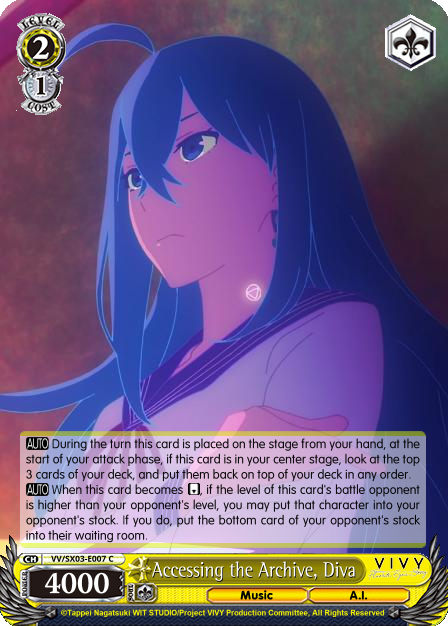 LEVEL
2
1
COST
AUTO During the turn this card is placed on the stage from your hand, at the
start of your attack phase, if this card is in your center stage, look at the top
3 cards of your deck, and put them back on top of your deck in any order.
AUTO When this card becomes [ ], if the level of this card's battle opponent
is higher than your opponent's level, you may put that character into your
opponent's stock. If you do, put the bottom card of your opponent's stock
into their waiting room.
CH VV/SX03-E007 C
POWER 4000 SOUL Accessing the Archive, Diva VIVY
Music A.I.
©Tappei Nagatsuki WIT STUDIO/Project VIVY Production Committee, All Rights Reserved.